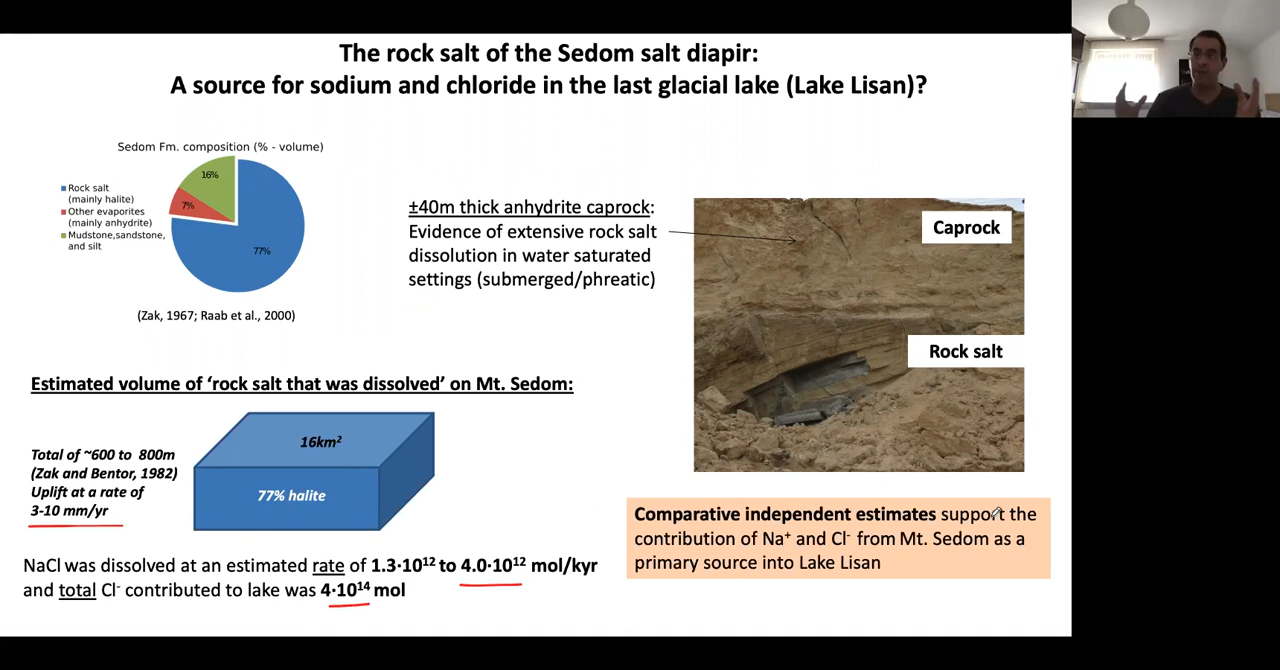 The rock salt of the Sedom salt diapir:
A source for sodium and chloride in the last glacial lake (Lake Lisan)?
Sedom Fm. composition (% - volume)
Rock salt
(mainly halite)
Other evaporites
(mainly anhydrite)
Mudstone,sandstone,
and silt
16%
7%
77%
(Zak, 1967; Raab et al., 2000)
±40m thick anhydrite caprock:
Evidence of extensive rock salt
dissolution in water saturated
settings (submerged/phreatic)
Caprock
Rock salt
Estimated volume of ‘rock salt that was dissolved’ on Mt. Sedom:
Total of ~600 to 800m
(Zak and Bentor, 1982)
Uplift at a rate of
3-10 mm/yr
16km²
77% halite
NaCl was dissolved at an estimated rate of 1.3·10¹² to 4.0·10¹² mol/kyr
and total Cl⁻ contributed to lake was 4·10¹⁴ mol
Comparative independent estimates support the
contribution of Na⁺ and Cl⁻ from Mt. Sedom as a
primary source into Lake Lisan